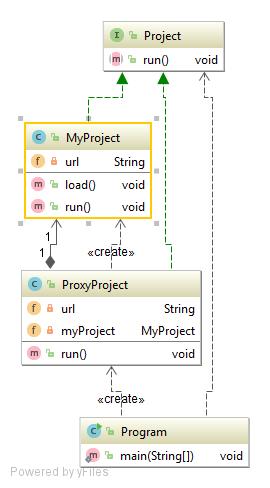 I Project
m run() void
C MyProject
f url String
m load() void
m run() void
1
1
«create»
C ProxyProject
f url String
f myProject MyProject
m run() void
«create»
C Program
m main(String[]) void
Powered by yFiles